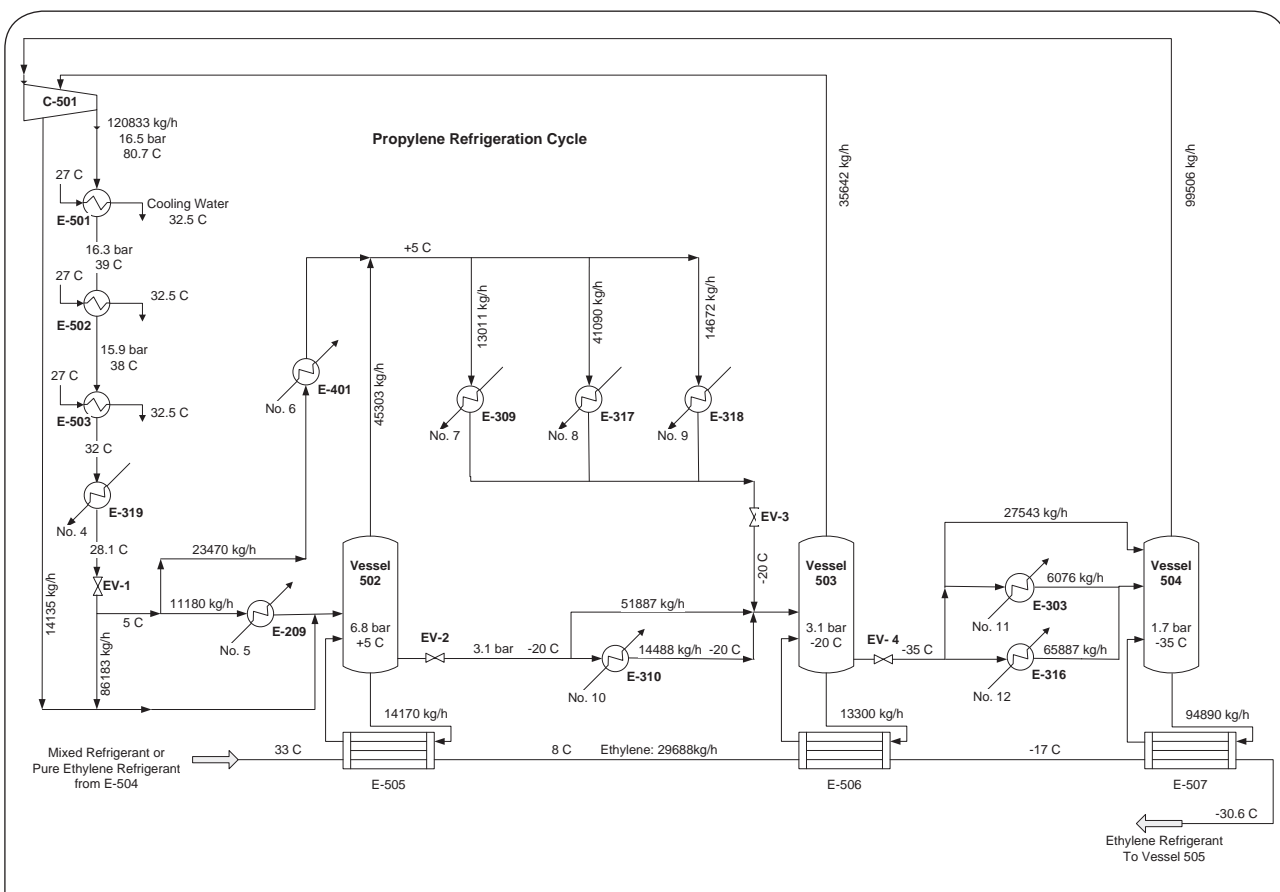 C-501
120833 kg/h
16.5 bar
80.7 C
Propylene Refrigeration Cycle
35642 kg/h
99506 kg/h
27 C
Cooling Water
32.5 C
E-501
16.3 bar
39 C
27 C
32.5 C
E-502
15.9 bar
38 C
27 C
32.5 C
E-503
32 C
E-319
No. 4
28.1 C
EV-1
14135 kg/h
86183 kg/h
5 C
23470 kg/h
11180 kg/h
E-209
No. 5
E-401
No. 6
+5 C
45303 kg/h
13011 kg/h
41090 kg/h
14672 kg/h
E-309
No. 7
E-317
No. 8
E-318
No. 9
EV-3
-20 C
Vessel
502
6.8 bar
+5 C
EV-2
3.1 bar
-20 C
51887 kg/h
14488 kg/h
-20 C
E-310
No. 10
Vessel
503
3.1 bar
-20 C
EV- 4
-35 C
27543 kg/h
6076 kg/h
E-303
No. 11
65887 kg/h
E-316
No. 12
Vessel
504
1.7 bar
-35 C
14170 kg/h
13300 kg/h
94890 kg/h
Mixed Refrigerant or
Pure Ethylene Refrigerant
from E-504
33 C
E-505
8 C
Ethylene: 29688kg/h
E-506
-17 C
E-507
-30.6 C
Ethylene Refrigerant
To Vessel 505